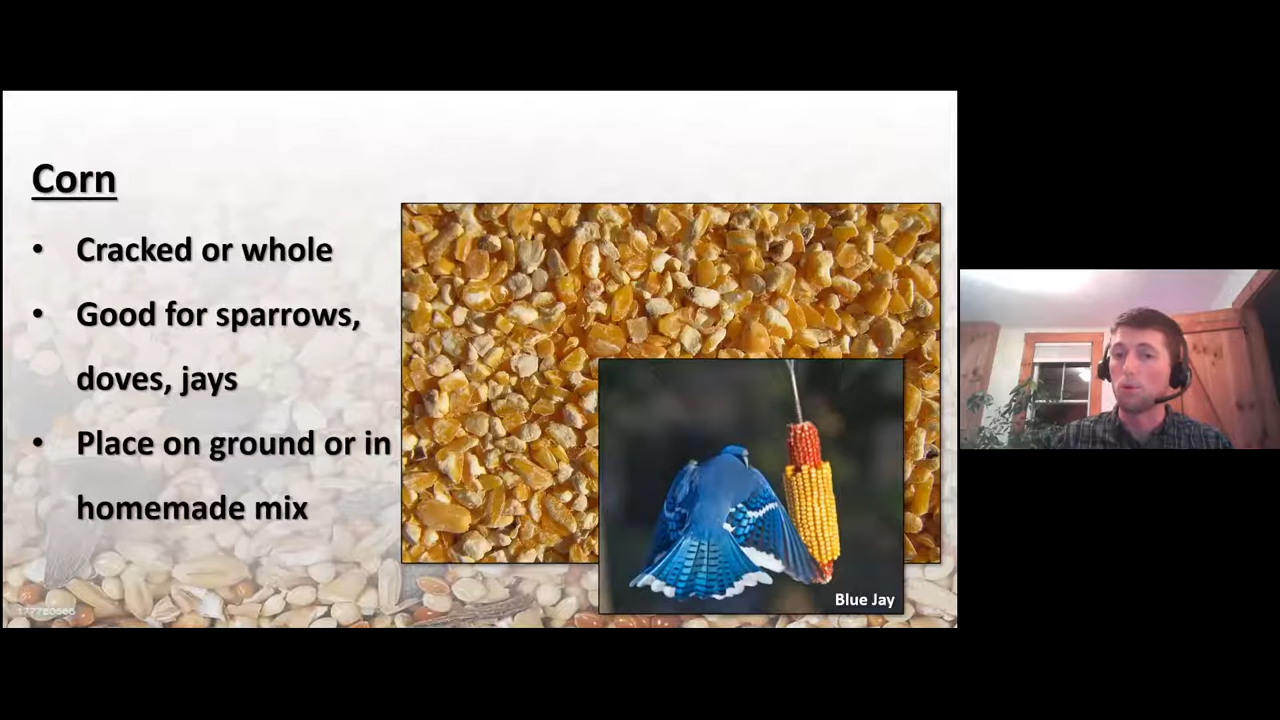 Corn
• Cracked or whole
• Good for sparrows,
doves, jays
• Place on ground or in
homemade mix
Blue Jay